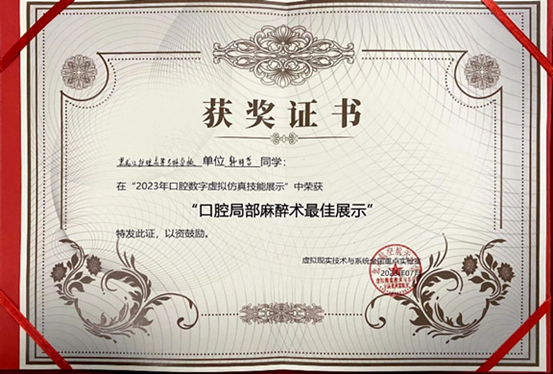 获奖证书
单位 同学：
在“2023年口腔数字虚拟仿真技能展示”中荣获
“口腔局部麻醉术最佳展示”
特发此证，以资鼓励。
虚拟现实技术与系统全国重点实验室